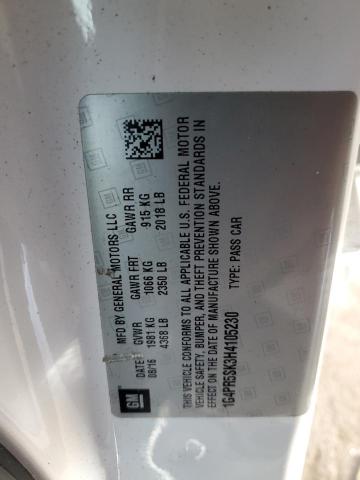 MFD BY GENERAL MOTORS LLC
DATE GVWR GAWR FRT GAWR RR
08/16 1981 KG 1066 KG 915 KG
4368 LB 2350 LB 2018 LB
THIS VEHICLE CONFORMS TO ALL APPLICABLE U.S. FEDERAL MOTOR
VEHICLE SAFETY, BUMPER, AND THEFT PREVENTION STANDARDS IN
EFFECT ON THE DATE OF MANUFACTURE SHOWN ABOVE.
1G4PR5SK3H4105230 TYPE: PASS CAR
GM